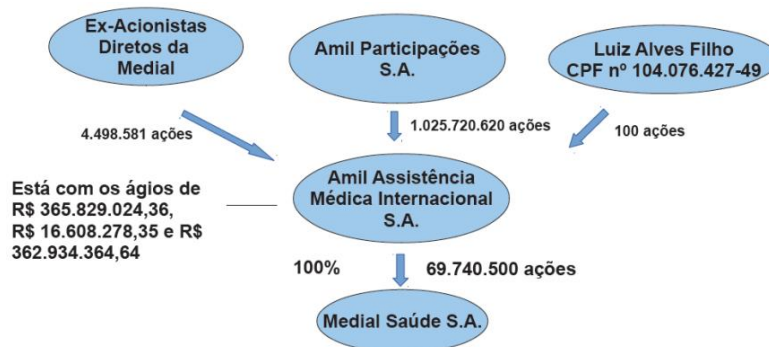 Ex-Acionistas
Diretos da
Medial
Amil Participações
S.A.
Luiz Alves Filho
CPF nº 104.076.427-49
4.498.581 ações
1.025.720.620 ações
100 ações
Está com os ágios de
R$ 365.829.024,36,
R$ 16.608.278,35 e R$
362.934.364,64
Amil Assistência
Médica Internacional
S.A.
100%
69.740.500 ações
Medial Saúde S.A.